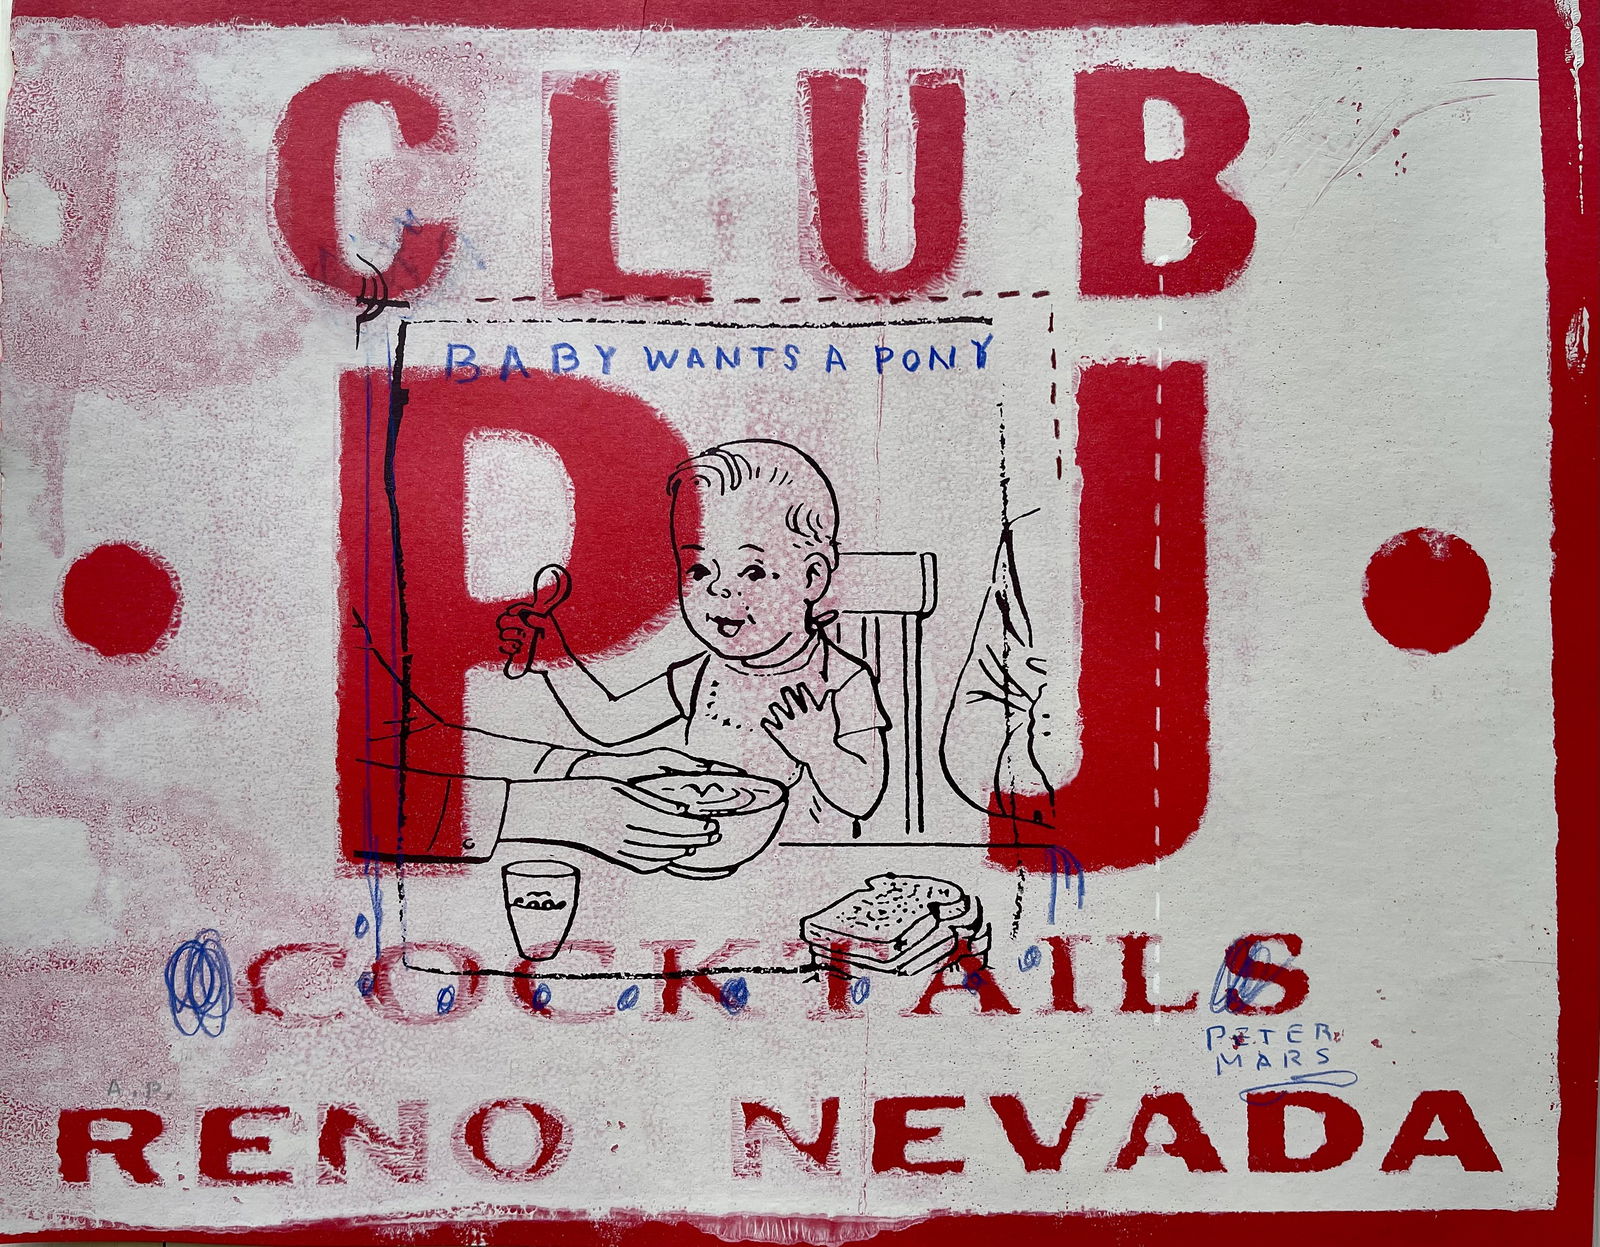 CLUB
BABY WANTS A PONY
PJ
COCKTAILS
PETER
MARS
A.P.
RENO NEVADA